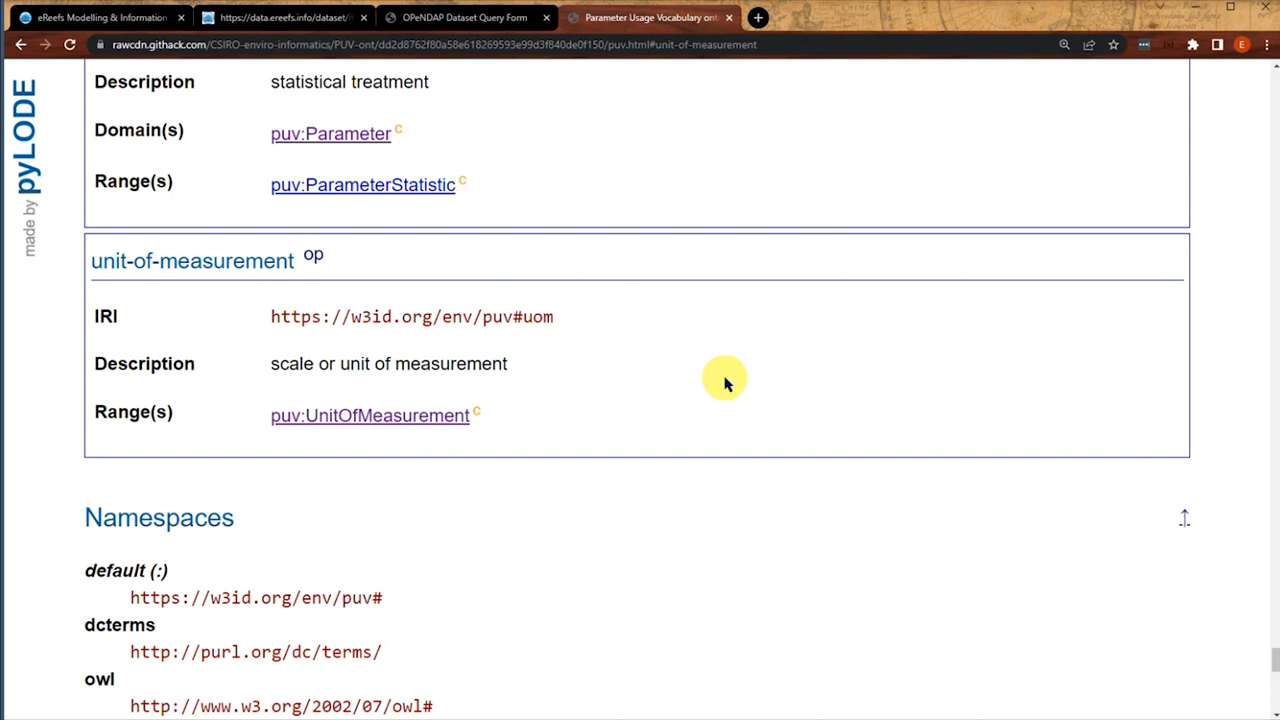 eReefs Modelling & Information
https://data.ereefs.info/dataset/
OPeNDAP Dataset Query Form
Parameter Usage Vocabulary ont
rawcdn.githack.com/CSIRO-enviro-informatics/PUV-ont/dd2d8762f80a58e618269593e99d3f840de0f150/puv.html#unit-of-measurement
E
made by pyLODE
Description statistical treatment
Domain(s) puv:Parameter c
Range(s) puv:ParameterStatistic c
unit-of-measurement op
IRI https://w3id.org/env/puv#uom
Description scale or unit of measurement
Range(s) puv:UnitOfMeasurement c
Namespaces
default (:)
https://w3id.org/env/puv#
dcterms
http://purl.org/dc/terms/
owl
http://www.w3.org/2002/07/owl#